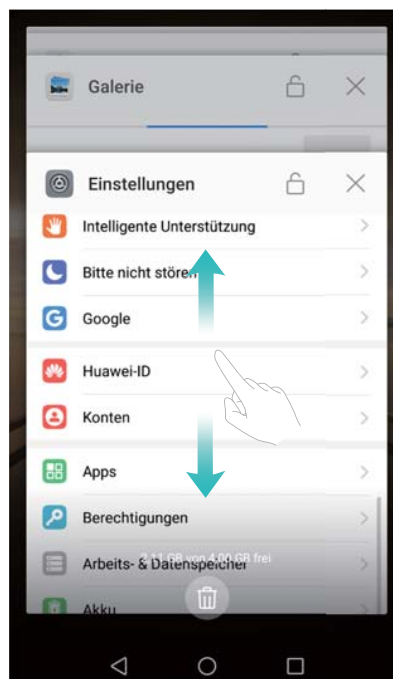 Galerie
Einstellungen
Intelligente Unterstützung
Bitte nicht stören
Google
Huawei-ID
Konten
Apps
Berechtigungen
2,11 GB von 4,00 GB frei
Arbeits- & Datenspeicher
Akku